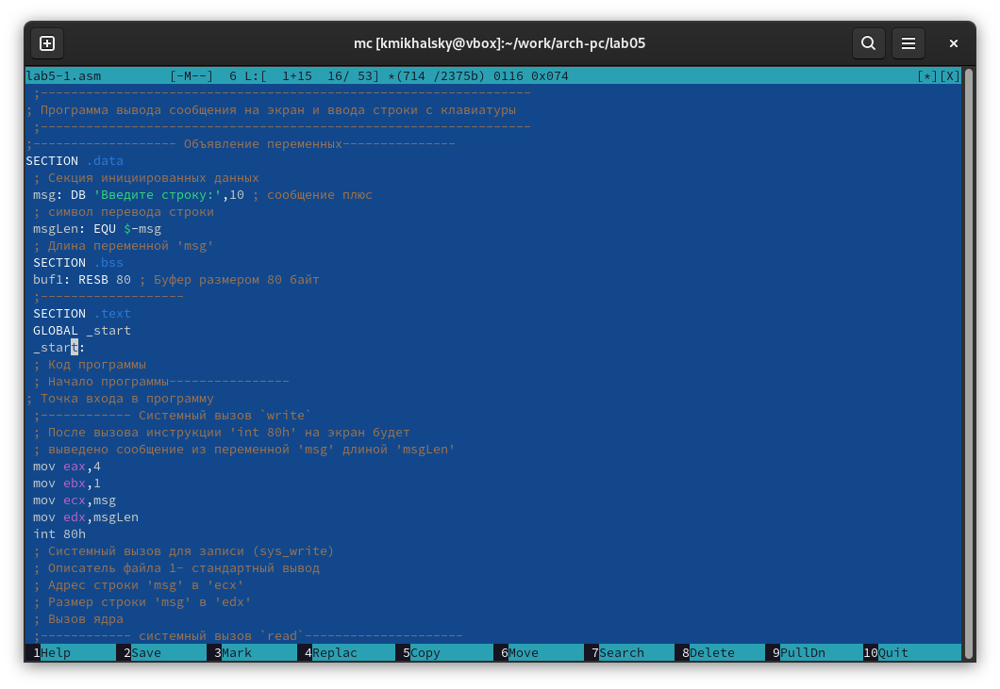 mc [kmikhalsky@vbox]:~/work/arch-pc/lab05
lab5-1.asm [-M--] 6 L:[ 1+15 16/ 53] *(714 /2375b) 0116 0x074 [*][X]
;-----------------------------------------------------------------
; Программа вывода сообщения на экран и ввода строки с клавиатуры
;-----------------------------------------------------------------
;------------------- Объявление переменных---------------
SECTION .data
; Секция инициированных данных
msg: DB 'Введите строку:',10 ; сообщение плюс
; символ перевода строки
msgLen: EQU $-msg
; Длина переменной 'msg'
SECTION .bss
buf1: RESB 80 ; Буфер размером 80 байт
;-------------------
SECTION .text
GLOBAL _start
_start:
; Код программы
; Начало программы----------------
; Точка входа в программу
;------------ Системный вызов `write`
; После вызова инструкции 'int 80h' на экран будет
; выведено сообщение из переменной 'msg' длиной 'msgLen'
mov eax,4
mov ebx,1
mov ecx,msg
mov edx,msgLen
int 80h
; Системный вызов для записи (sys_write)
; Описатель файла 1- стандартный вывод
; Адрес строки 'msg' в 'ecx'
; Размер строки 'msg' в 'edx'
; Вызов ядра
;------------ системный вызов `read`---------------------
1Help 2Save 3Mark 4Replac 5Copy 6Move 7Search 8Delete 9PullDn 10Quit